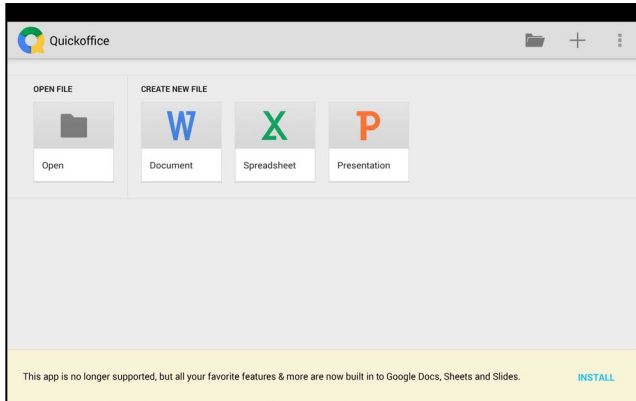 Quickoffice
OPEN FILE
CREATE NEW FILE
W
X
P
Open
Document
Spreadsheet
Presentation
This app is no longer supported, but all your favorite features & more are now built in to Google Docs, Sheets and Slides.
INSTALL